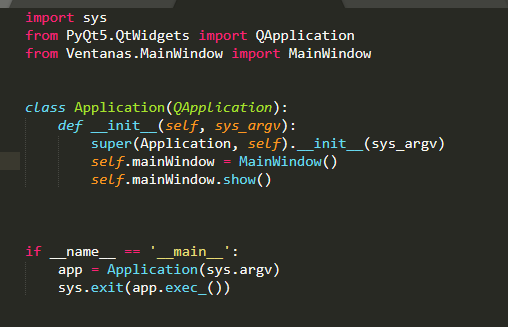 import sys
from PyQt5.QtWidgets import QApplication
from Ventanas.MainWindow import MainWindow
class Application(QApplication):
def __init__(self, sys_argv):
super(Application, self).__init__(sys_argv)
self.mainWindow = MainWindow()
self.mainWindow.show()
if __name__ == '__main__':
app = Application(sys.argv)
sys.exit(app.exec_())